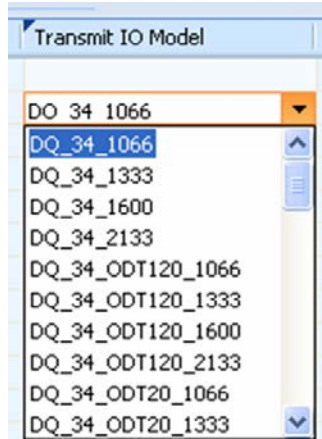 Transmit IO Model
DQ_34_1066
DQ_34_1066
DQ_34_1333
DQ_34_1600
DQ_34_2133
DQ_34_ODT120_1066
DQ_34_ODT120_1333
DQ_34_ODT120_1600
DQ_34_ODT120_2133
DQ_34_ODT20_1066
DQ_34_ODT20_1333